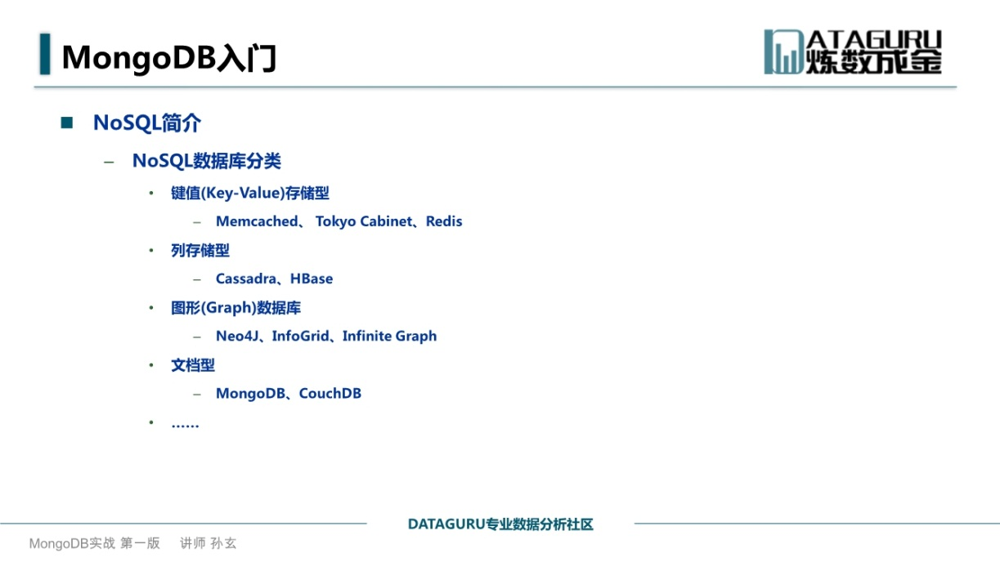 MongoDB入门
DATAGURU
炼数成金
■ NoSQL简介
– NoSQL数据库分类
• 键值(Key-Value)存储型
– Memcached、 Tokyo Cabinet、Redis
• 列存储型
– Cassadra、HBase
• 图形(Graph)数据库
– Neo4J、InfoGrid、Infinite Graph
• 文档型
– MongoDB、CouchDB
• ……
DATAGURU专业数据分析社区
MongoDB实战 第一版 讲师 孙玄